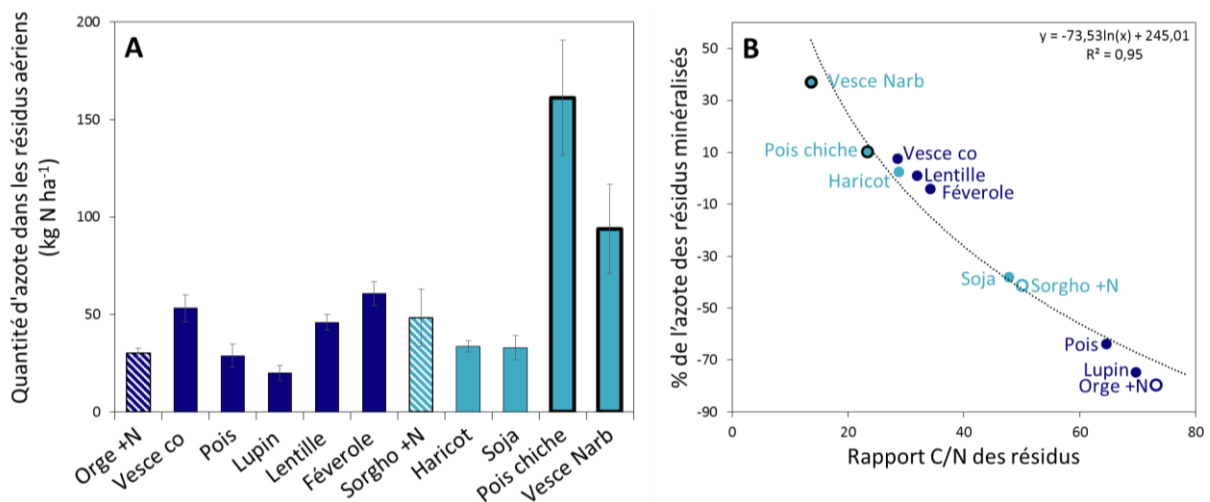 A
Quantité d'azote dans les résidus aériens
(kg N ha⁻¹)
200
150
100
50
0
Orge +N
Vesce co
Pois
Lupin
Lentille
Féverole
Sorgho +N
Haricot
Soja
Pois chiche
Vesce Narb
B
y = -73,53ln(x) + 245,01
R² = 0,95
% de l'azote des résidus minéralisés
50
30
10
-10
-30
-50
-70
-90
Vesce Narb
Pois chiche
Vesce co
Haricot
Lentille
Féverole
Soja
Sorgho +N
Pois
Lupin
Orge +N
0
20
40
60
80
Rapport C/N des résidus